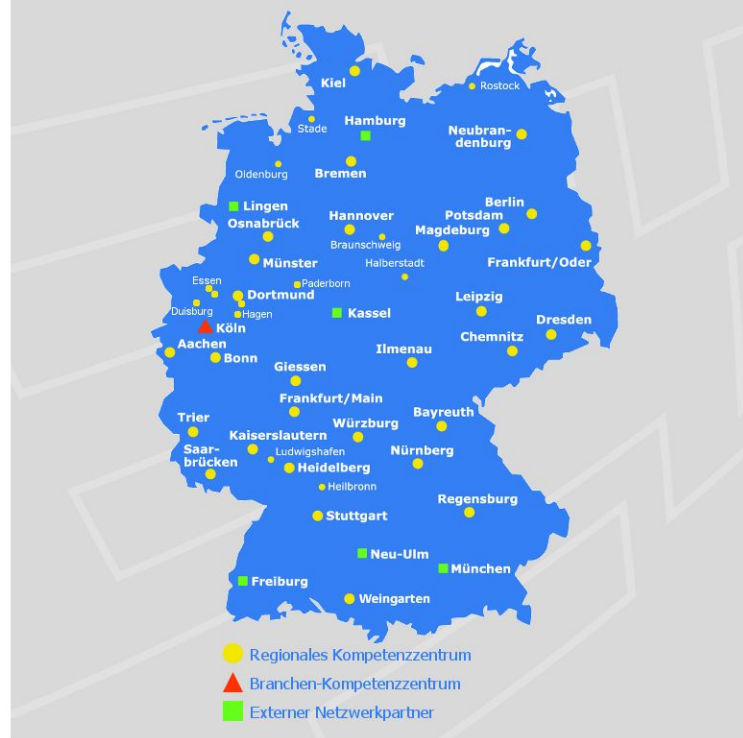 Kiel
Rostock
Stade
Hamburg
Neubran-
denburg
Oldenburg
Bremen
Lingen
Berlin
Osnabrück
Hannover
Potsdam
Braunschweig
Magdeburg
Münster
Halberstadt
Frankfurt/Oder
Essen
Paderborn
Dortmund
Leipzig
Duisburg
Hagen
Kassel
Dresden
Köln
Chemnitz
Aachen
Ilmenau
Bonn
Giessen
Frankfurt/Main
Bayreuth
Trier
Würzburg
Kaiserslautern
Saar-
brücken
Ludwigshafen
Nürnberg
Heidelberg
Heilbronn
Regensburg
Stuttgart
Neu-Ulm
München
Freiburg
Weingarten
Regionales Kompetenzzentrum
Branchen-Kompetenzzentrum
Externer Netzwerkpartner